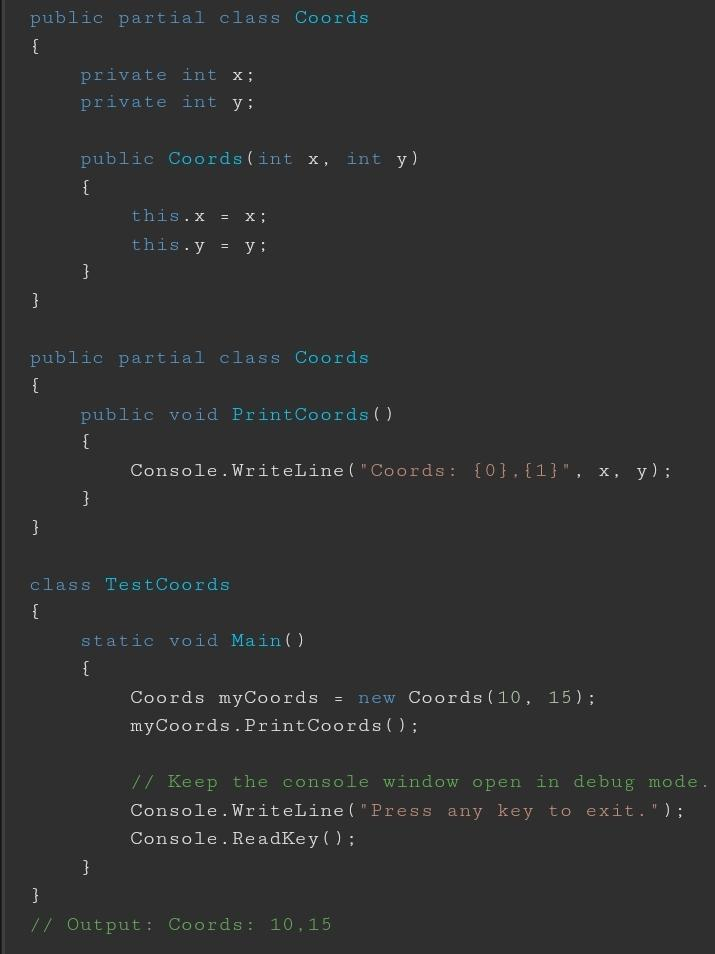 public partial class Coords
{
    private int x;
    private int y;

    public Coords(int x, int y)
    {
        this.x = x;
        this.y = y;
    }
}

public partial class Coords
{
    public void PrintCoords()
    {
        Console.WriteLine("Coords: {0},{1}", x, y);
    }
}

class TestCoords
{
    static void Main()
    {
        Coords myCoords = new Coords(10, 15);
        myCoords.PrintCoords();

        // Keep the console window open in debug mode.
        Console.WriteLine("Press any key to exit.");
        Console.ReadKey();
    }
}
// Output: Coords: 10,15